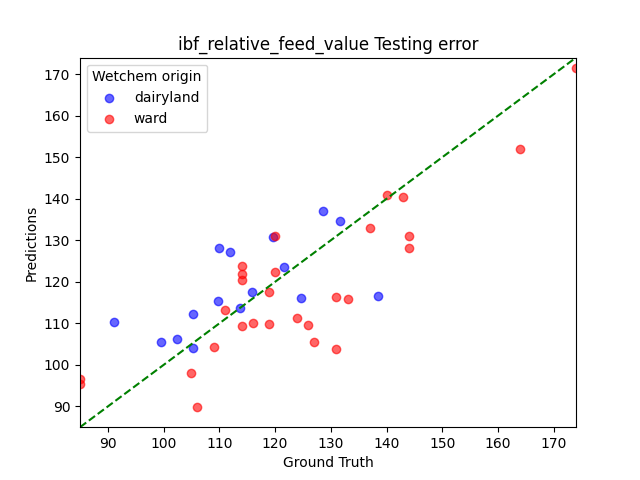 ibf_relative_feed_value Testing error
Wetchem origin
dairyland
ward
170
160
150
140
130
120
110
100
90
Predictions
90 100 110 120 130 140 150 160 170
Ground Truth